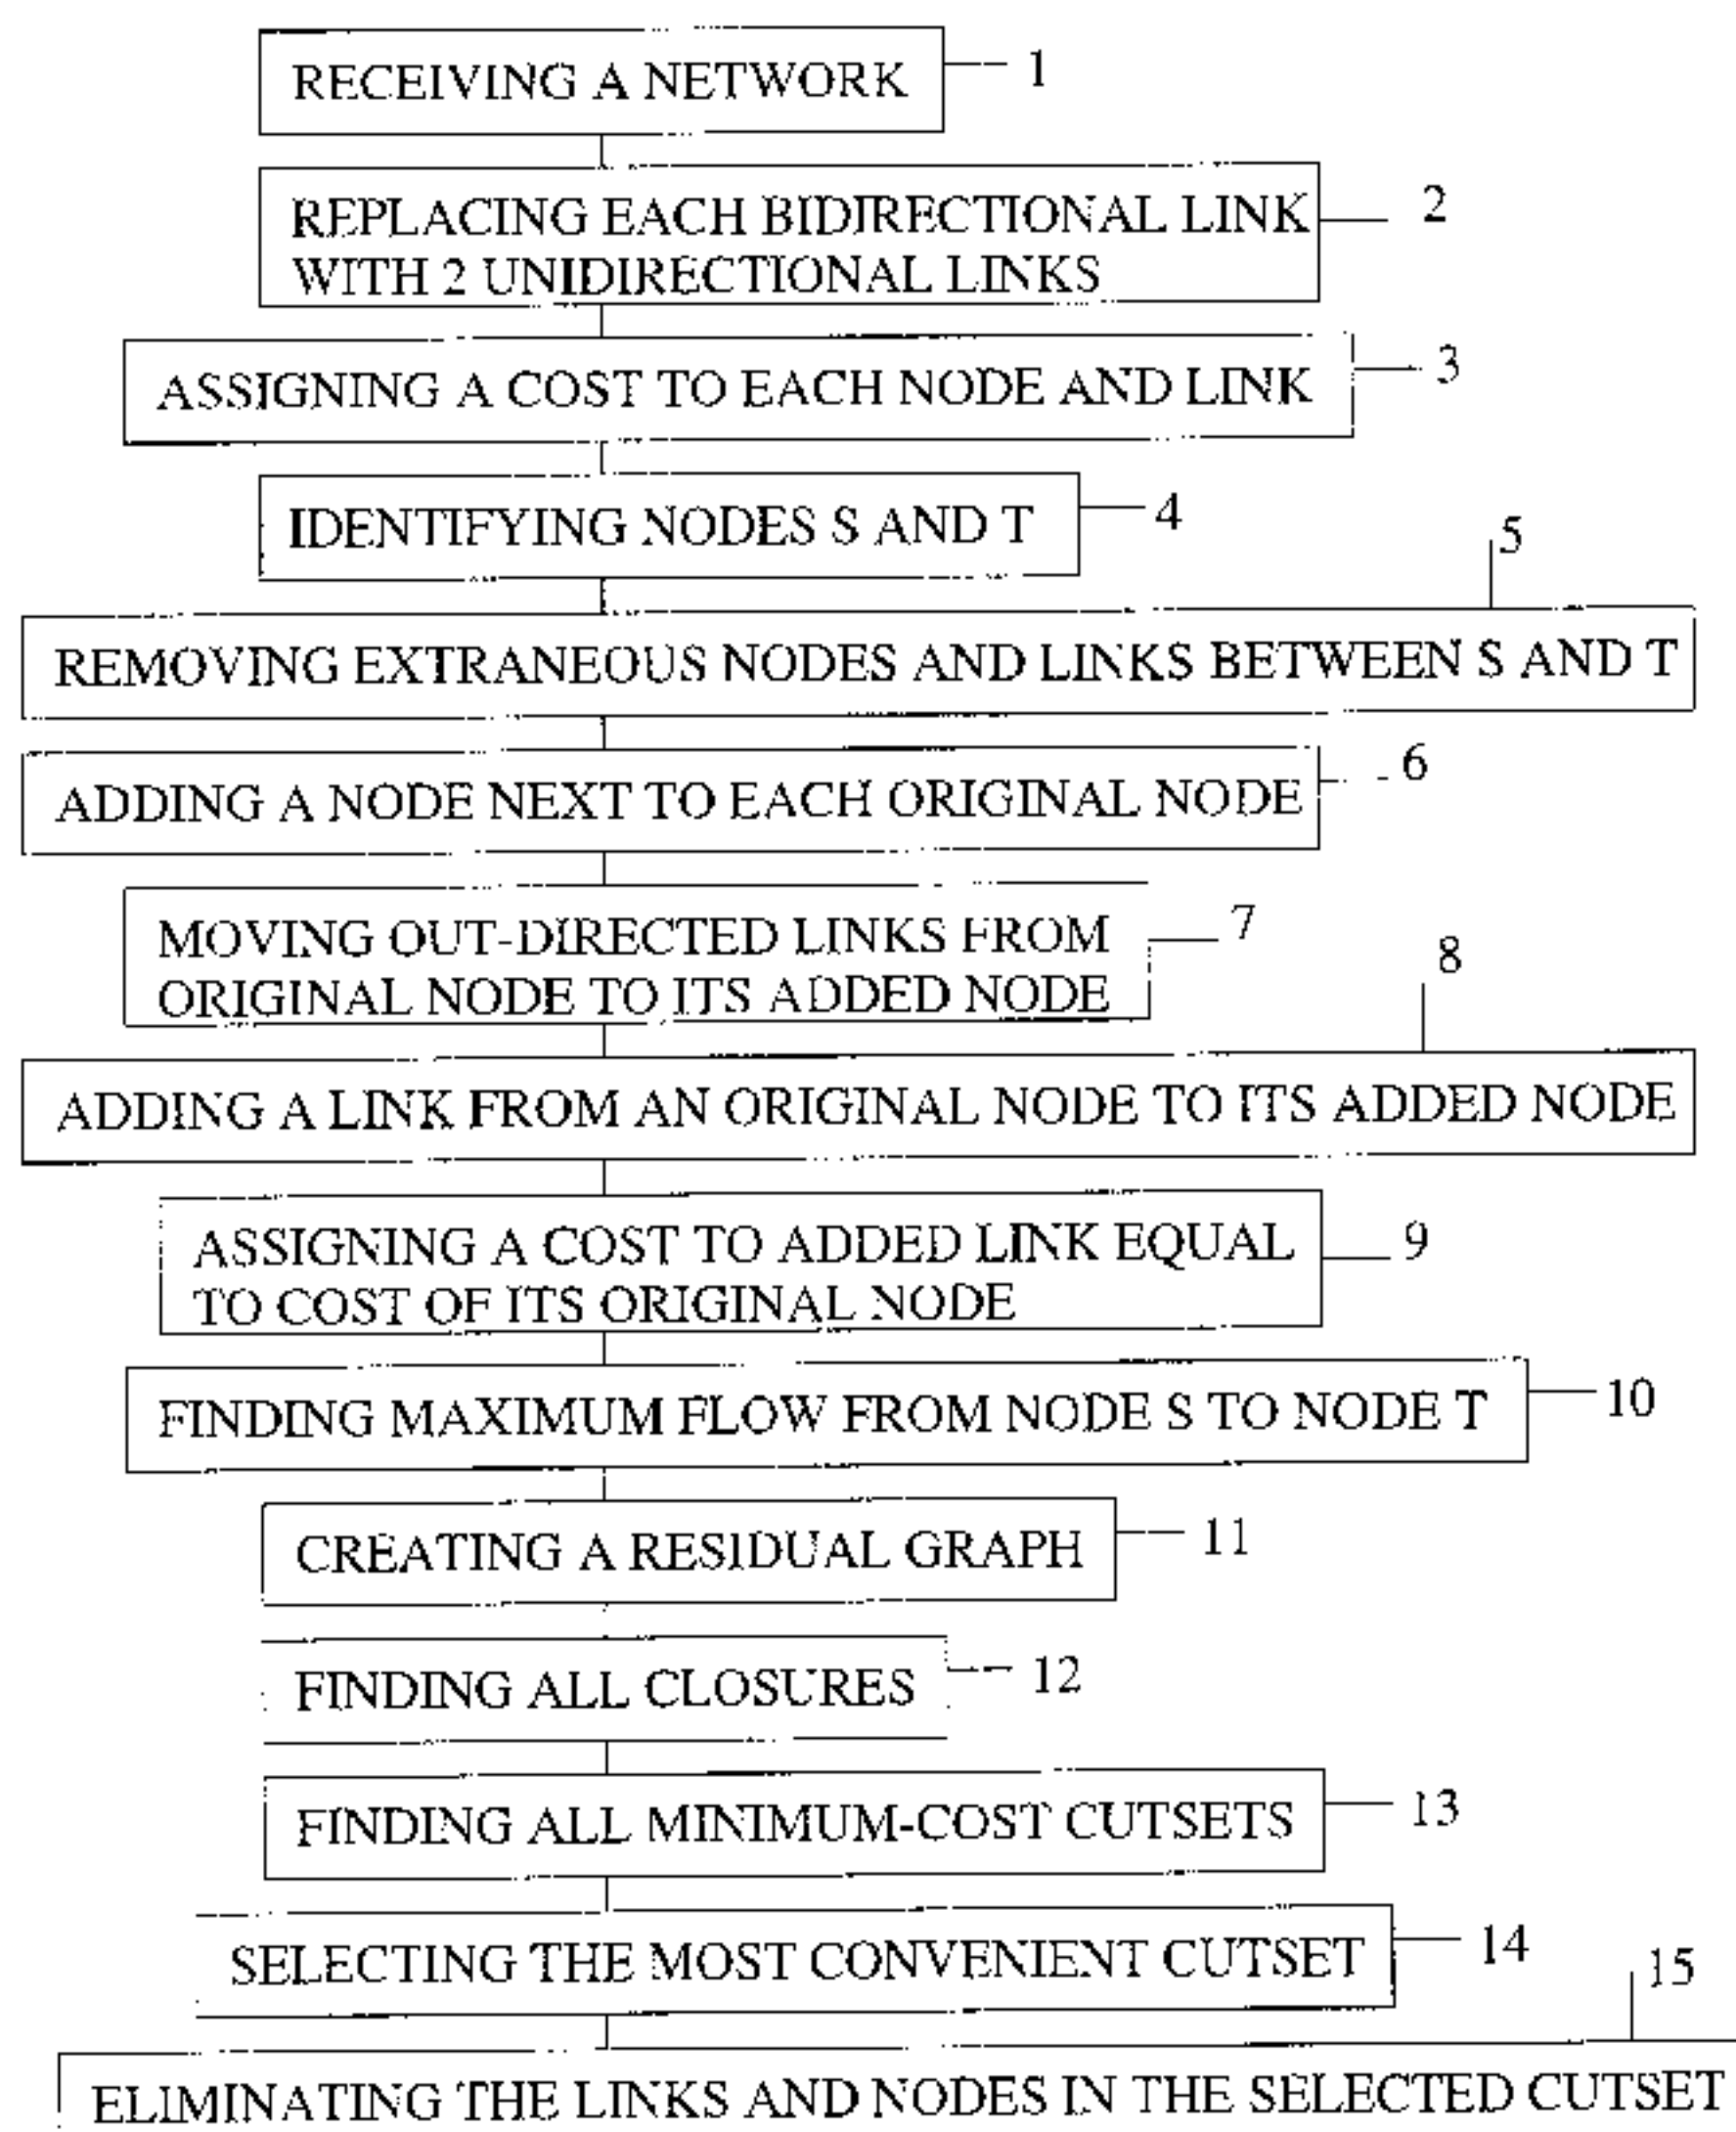 RECEIVING A NETWORK
1
REPLACING EACH BIDIRECTIONAL LINK
WITH 2 UNIDIRECTIONAL LINKS
2
ASSIGNING A COST TO EACH NODE AND LINK
3
IDENTIFYING NODES S AND T
4
5
REMOVING EXTRANEOUS NODES AND LINKS BETWEEN S AND T
ADDING A NODE NEXT TO EACH ORIGINAL NODE
6
MOVING OUT-DIRECTED LINKS FROM
ORIGINAL NODE TO ITS ADDED NODE
7
8
ADDING A LINK FROM AN ORIGINAL NODE TO ITS ADDED NODE
ASSIGNING A COST TO ADDED LINK EQUAL
TO COST OF ITS ORIGINAL NODE
9
FINDING MAXIMUM FLOW FROM NODE S TO NODE T
10
CREATING A RESIDUAL GRAPH
11
FINDING ALL CLOSURES
12
FINDING ALL MINIMUM-COST CUTSETS
13
SELECTING THE MOST CONVENIENT CUTSET
14
15
ELIMINATING THE LINKS AND NODES IN THE SELECTED CUTSET